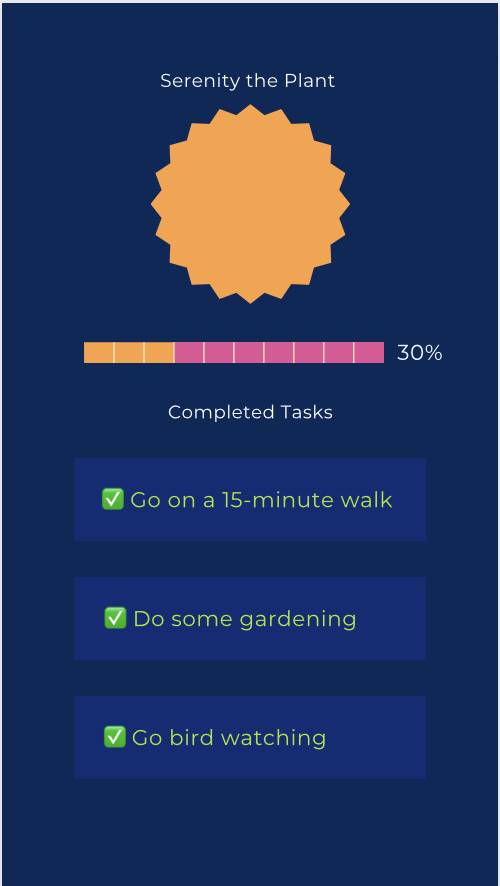 Serenity the Plant
30%
Completed Tasks
✅ Go on a 15-minute walk
✅ Do some gardening
✅ Go bird watching